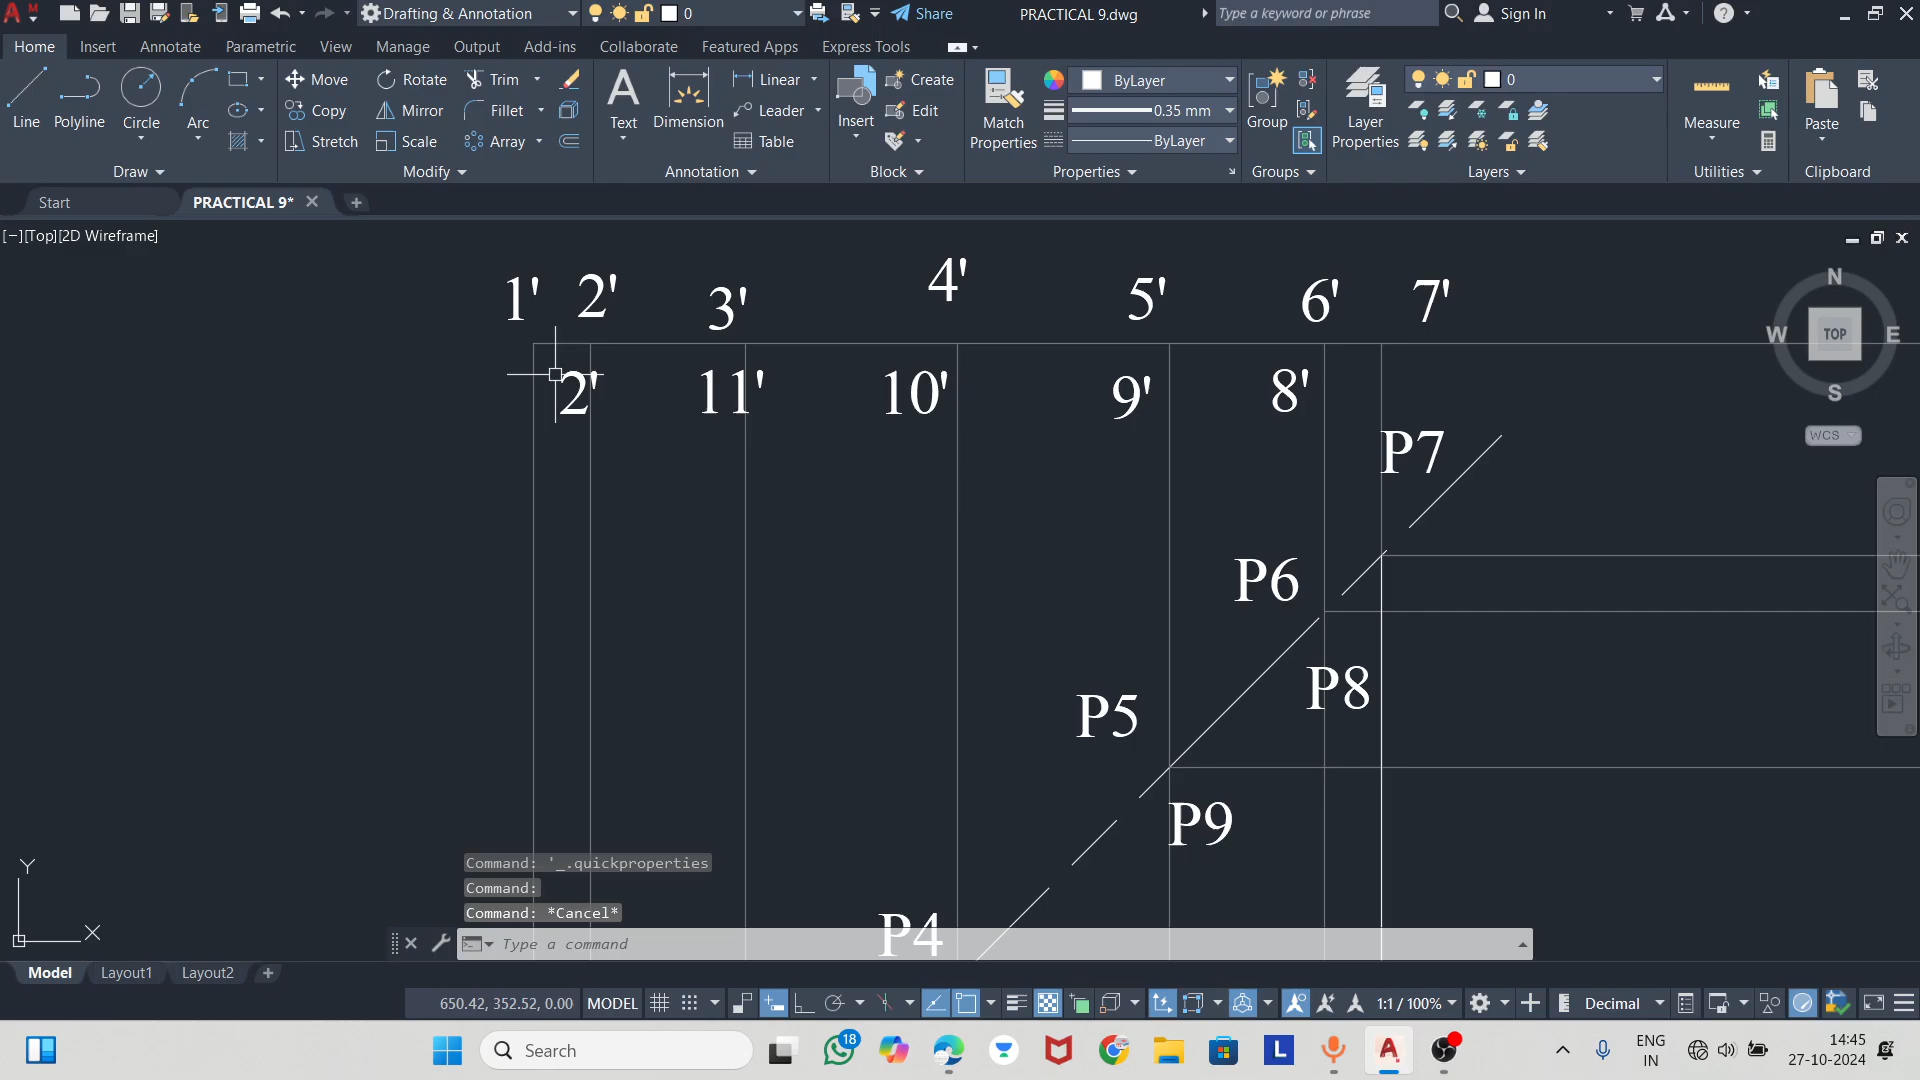 Drafting & Annotation
0
Share
PRACTICAL 9.dwg
Type a keyword or phrase
Sign In
Home Insert Annotate Parametric View Manage Output Add-ins Collaborate Featured Apps Express Tools
Line Polyline Circle Arc
Move Rotate Trim
Copy Mirror Fillet
Stretch Scale Array
Text Dimension
Linear
Leader
Table
Insert
Create
Edit
Match Properties
ByLayer
0.35 mm
ByLayer
Group
Layer Properties
0
Measure
Paste
Draw Modify Annotation Block Properties Groups Layers Utilities Clipboard
Start PRACTICAL 9*
[−][Top][2D Wireframe]
1' 2' 3' 4' 5' 6' 7'
2' 11' 10' 9' 8'
P7
P6
P8
P5
P9
P4
N
W TOP E
S
WCS
Y
X
Command: '_.quickproperties
Command:
Command: *Cancel*
Type a command
Model Layout1 Layout2
650.42, 352.52, 0.00 MODEL 1:1 / 100% Decimal
Search
18
L
ENG
IN
14:45
27-10-2024